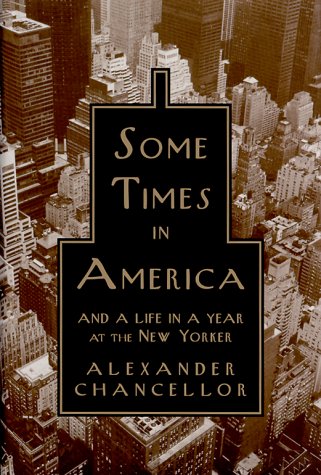 SOME
TIMES
IN
AMERICA
AND A LIFE IN A YEAR
AT THE NEW YORKER
ALEXANDER
CHANCELLOR